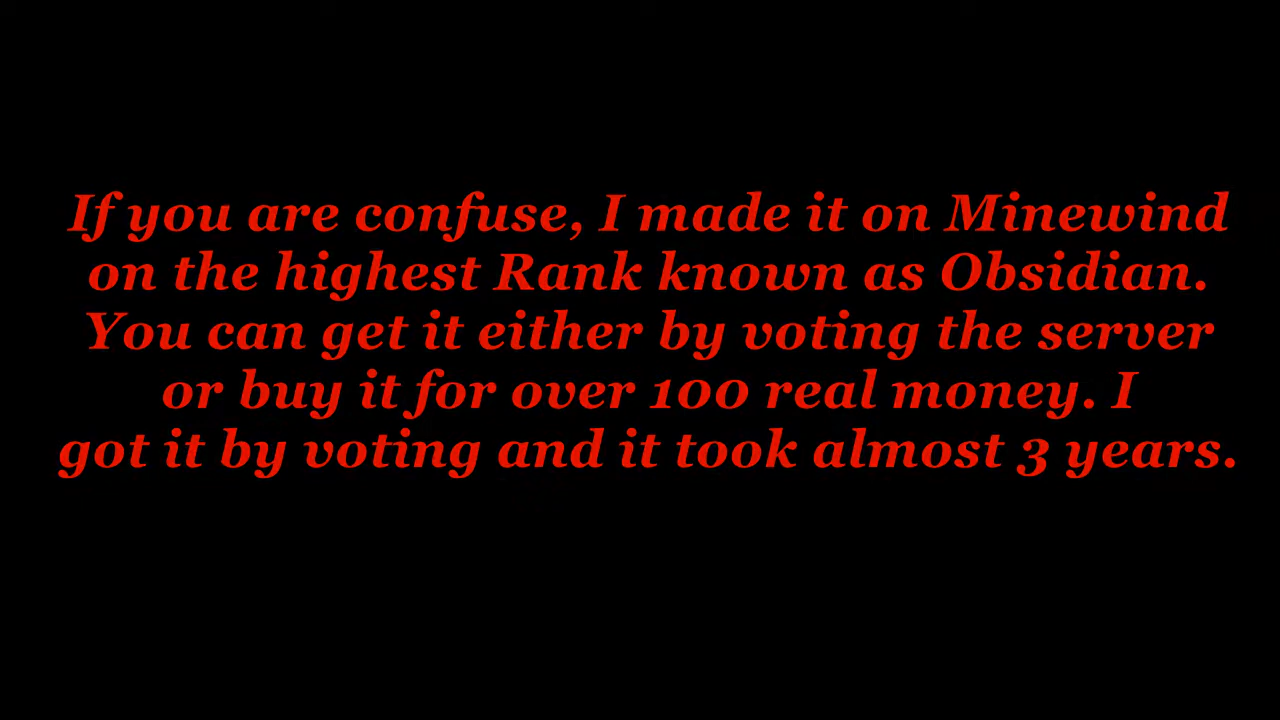 If you are confuse, I made it on Minewind
on the highest Rank known as Obsidian.
You can get it either by voting the server
or buy it for over 100 real money. I
got it by voting and it took almost 3 years.